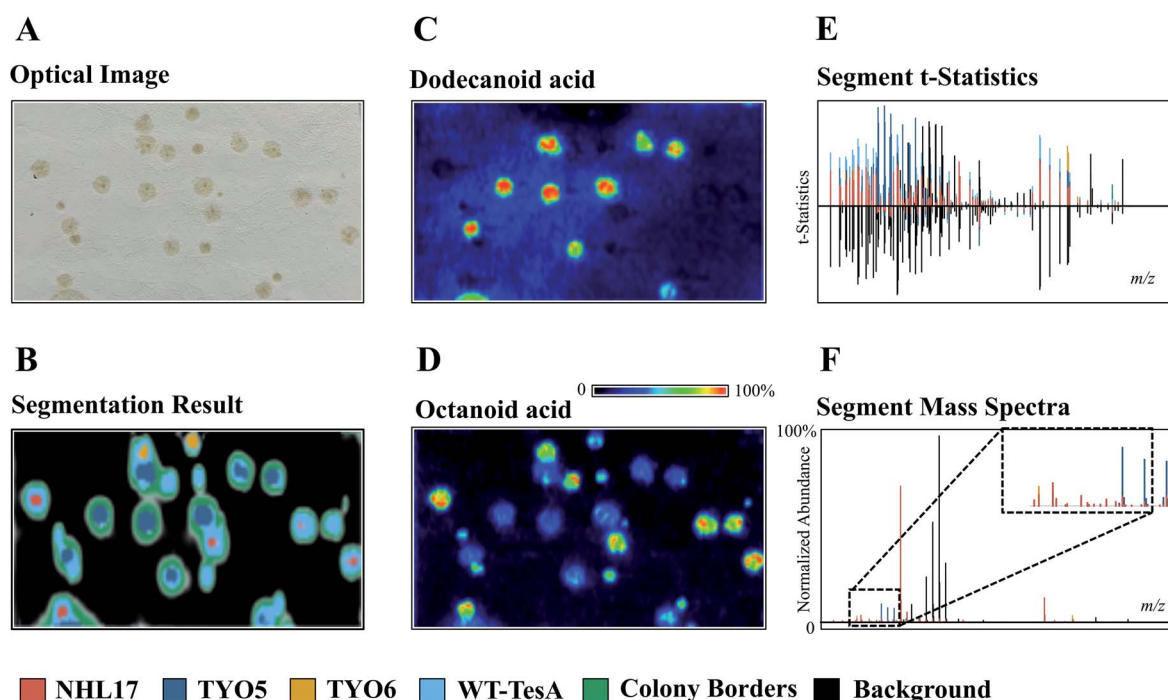 A
Optical Image
B
Segmentation Result
C
Dodecanoid acid
D
0
100%
Octanoid acid
E
Segment t-Statistics
t-Statistics
m/z
F
Segment Mass Spectra
100%
Normalized Abundance
0
m/z
NHL17 TYO5 TYO6 WT-TesA Colony Borders Background